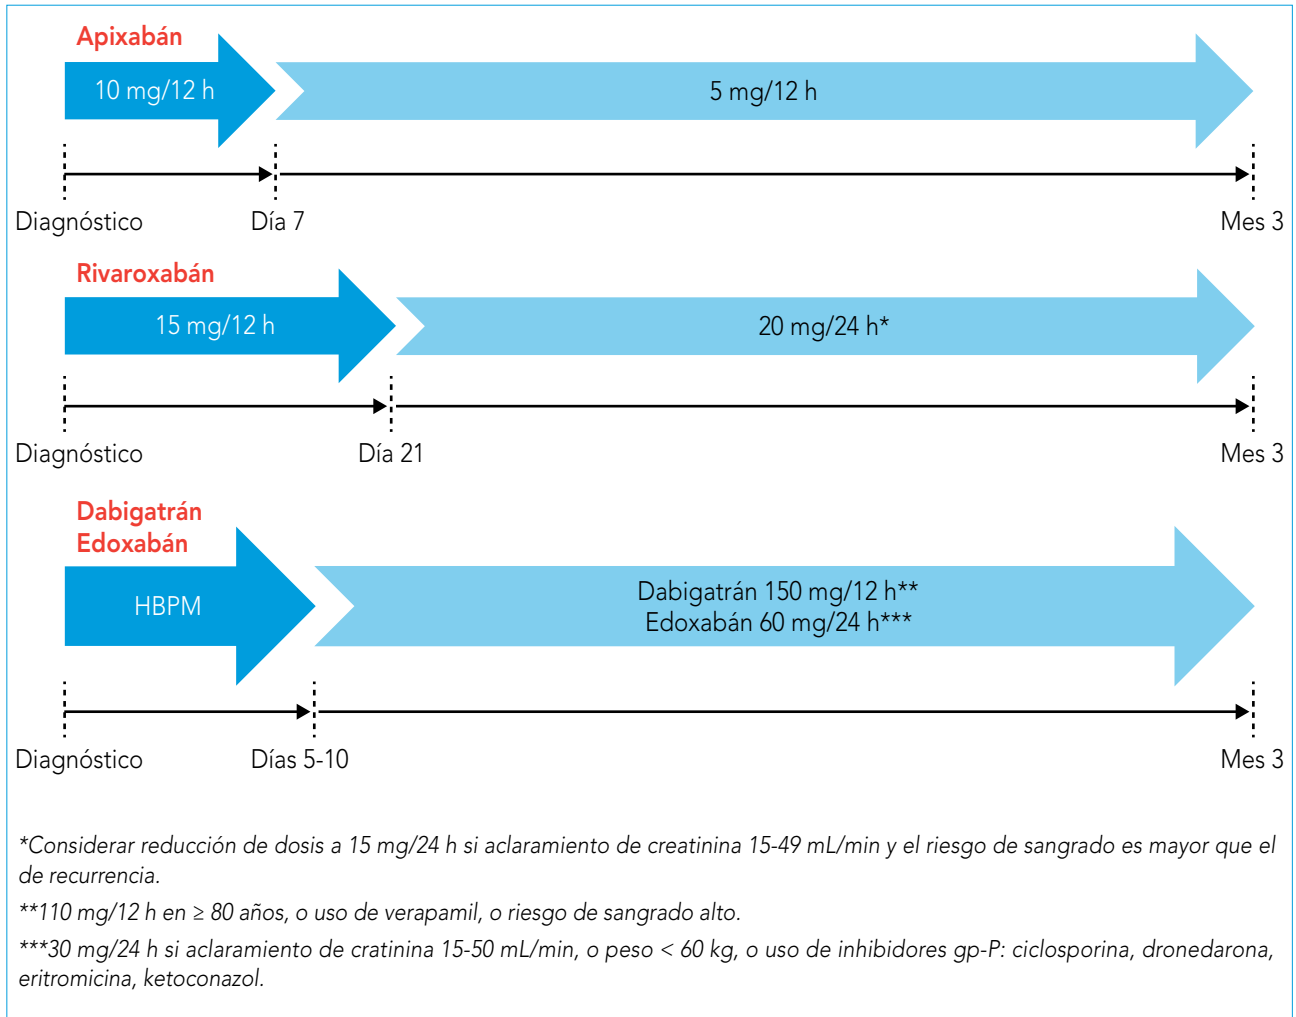 Apixabán
10 mg/12 h
5 mg/12 h
Diagnóstico
Día 7
Mes 3
Rivaroxabán
15 mg/12 h
20 mg/24 h*
Diagnóstico
Día 21
Mes 3
Dabigatrán
Edoxabán
HBPM
Dabigatrán 150 mg/12 h**
Edoxabán 60 mg/24 h***
Diagnóstico
Días 5-10
Mes 3
*Considerar reducción de dosis a 15 mg/24 h si aclaramiento de creatinina 15-49 mL/min y el riesgo de sangrado es mayor que el
de recurrencia.
**110 mg/12 h en ≥ 80 años, o uso de verapamil, o riesgo de sangrado alto.
***30 mg/24 h si aclaramiento de cratinina 15-50 mL/min, o peso < 60 kg, o uso de inhibidores gp-P: ciclosporina, dronedarona,
eritromicina, ketoconazol.